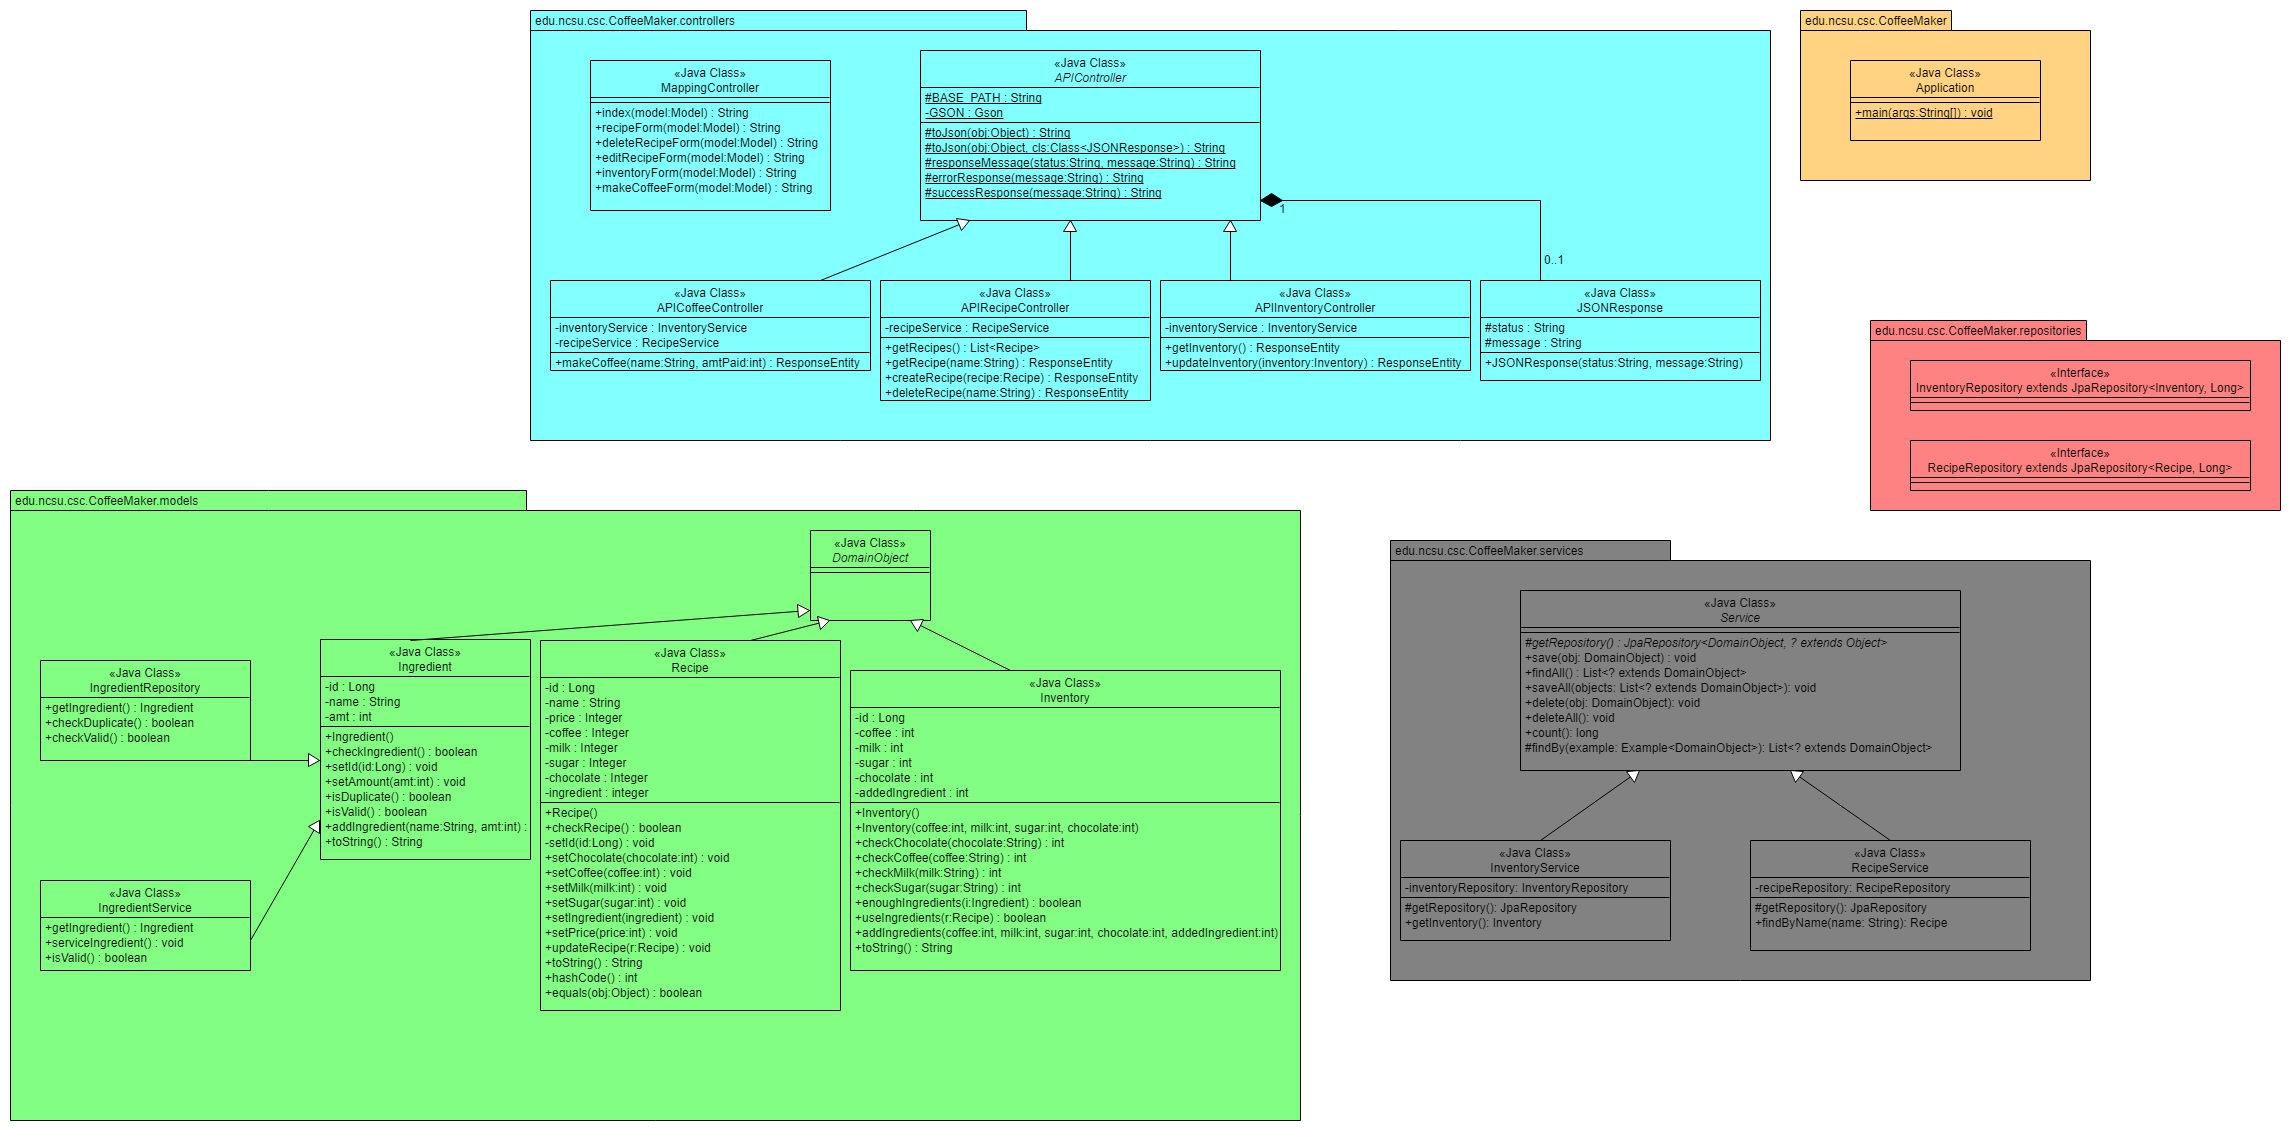 edu.ncsu.csc.CoffeeMaker.controllers
«Java Class»
MappingController
+index(model:Model) : String
+recipeForm(model:Model) : String
+deleteRecipeForm(model:Model) : String
+editRecipeForm(model:Model) : String
+inventoryForm(model:Model) : String
+makeCoffeeForm(model:Model) : String
«Java Class»
APIController
#BASE_PATH : String
-GSON : Gson
#toJson(obj:Object) : String
#toJson(obj:Object, cls:Class<JSONResponse>) : String
#responseMessage(status:String, message:String) : String
#errorResponse(message:String) : String
#successResponse(message:String) : String
1
0..1
«Java Class»
APICoffeeController
-inventoryService : InventoryService
-recipeService : RecipeService
+makeCoffee(name:String, amtPaid:int) : ResponseEntity
«Java Class»
APIRecipeController
-recipeService : RecipeService
+getRecipes() : List<Recipe>
+getRecipe(name:String) : ResponseEntity
+createRecipe(recipe:Recipe) : ResponseEntity
+deleteRecipe(name:String) : ResponseEntity
«Java Class»
APIInventoryController
-inventoryService : InventoryService
+getInventory() : ResponseEntity
+updateInventory(inventory:Inventory) : ResponseEntity
«Java Class»
JSONResponse
#status : String
#message : String
+JSONResponse(status:String, message:String)
edu.ncsu.csc.CoffeeMaker
«Java Class»
Application
+main(args:String[]) : void
edu.ncsu.csc.CoffeeMaker.repositories
«Interface»
InventoryRepository extends JpaRepository<Inventory, Long>
«Interface»
RecipeRepository extends JpaRepository<Recipe, Long>
edu.ncsu.csc.CoffeeMaker.models
«Java Class»
DomainObject
«Java Class»
IngredientRepository
+getIngredient() : Ingredient
+checkDuplicate() : boolean
+checkValid() : boolean
«Java Class»
IngredientService
+getIngredient() : Ingredient
+serviceIngredient() : void
+isValid() : boolean
«Java Class»
Ingredient
-id : Long
-name : String
-amt : int
+Ingredient()
+checkIngredient() : boolean
+setId(id:Long) : void
+setAmount(amt:int) : void
+isDuplicate() : boolean
+isValid() : boolean
+addIngredient(name:String, amt:int) :
+toString() : String
«Java Class»
Recipe
-id : Long
-name : String
-price : Integer
-coffee : Integer
-milk : Integer
-sugar : Integer
-chocolate : Integer
-ingredient : integer
+Recipe()
+checkRecipe() : boolean
-setId(id:Long) : void
+setChocolate(chocolate:int) : void
+setCoffee(coffee:int) : void
+setMilk(milk:int) : void
+setSugar(sugar:int) : void
+setIngredient(ingredient) : void
+setPrice(price:int) : void
+updateRecipe(r:Recipe) : void
+toString() : String
+hashCode() : int
+equals(obj:Object) : boolean
«Java Class»
Inventory
-id : Long
-coffee : int
-milk : int
-sugar : int
-chocolate : int
-addedIngredient : int
+Inventory()
+Inventory(coffee:int, milk:int, sugar:int, chocolate:int)
+checkChocolate(chocolate:String) : int
+checkCoffee(coffee:String) : int
+checkMilk(milk:String) : int
+checkSugar(sugar:String) : int
+enoughIngredients(i:Ingredient) : boolean
+useIngredients(r:Recipe) : boolean
+addIngredients(coffee:int, milk:int, sugar:int, chocolate:int, addedIngredient:int)
+toString() : String
edu.ncsu.csc.CoffeeMaker.services
«Java Class»
Service
#getRepository() : JpaRepository<DomainObject, ? extends Object>
+save(obj: DomainObject) : void
+findAll() : List<? extends DomainObject>
+saveAll(objects: List<? extends DomainObject>): void
+delete(obj: DomainObject): void
+deleteAll(): void
+count(): long
#findBy(example: Example<DomainObject>): List<? extends DomainObject>
«Java Class»
InventoryService
-inventoryRepository: InventoryRepository
#getRepository(): JpaRepository
+getInventory(): Inventory
«Java Class»
RecipeService
-recipeRepository: RecipeRepository
#getRepository(): JpaRepository
+findByName(name: String): Recipe